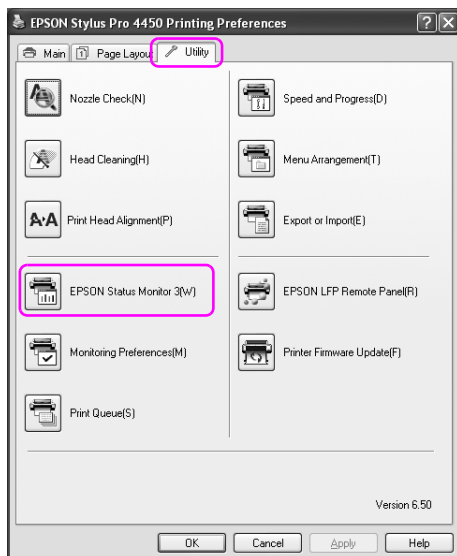 EPSON Stylus Pro 4450 Printing Preferences
Main
Page Layout
Utility
Nozzle Check(N)
Speed and Progress(D)
Head Cleaning(H)
Menu Arrangement(T)
A·A Print Head Alignment(P)
Export or Import(E)
EPSON Status Monitor 3(W)
EPSON LFP Remote Panel(R)
Monitoring Preferences(M)
Printer Firmware Update(F)
Print Queue(S)
Version 6.50
OK
Cancel
Apply
Help